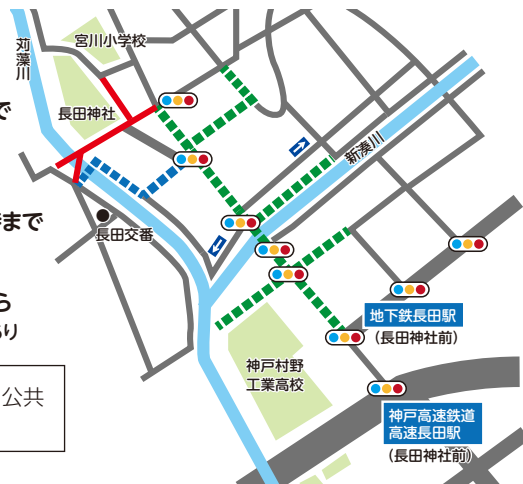 宮川小学校
苅藻川
で
長田神社
新湊川
まで
長田交番
ら
あり
地下鉄長田駅
(長田神社前)
公共
神戸村野
工業高校
神戸高速鉄道
高速長田駅
(長田神社前)